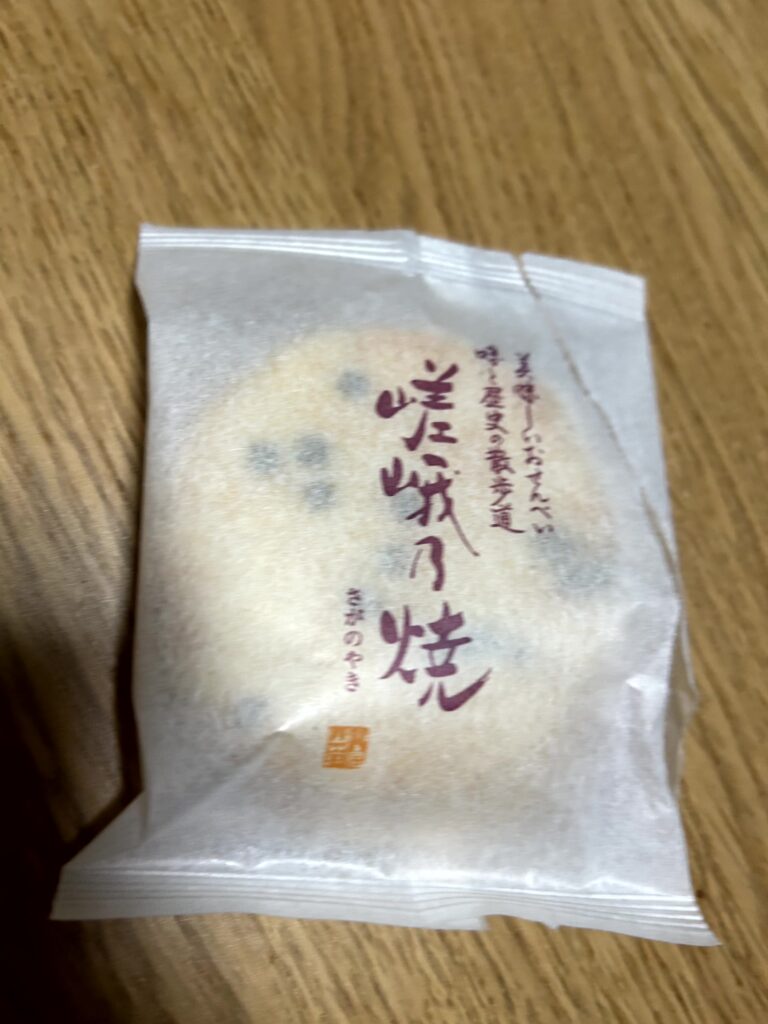 美味しいおせんべい
味と歴史の散歩道
嵯峨乃焼
さがのやき